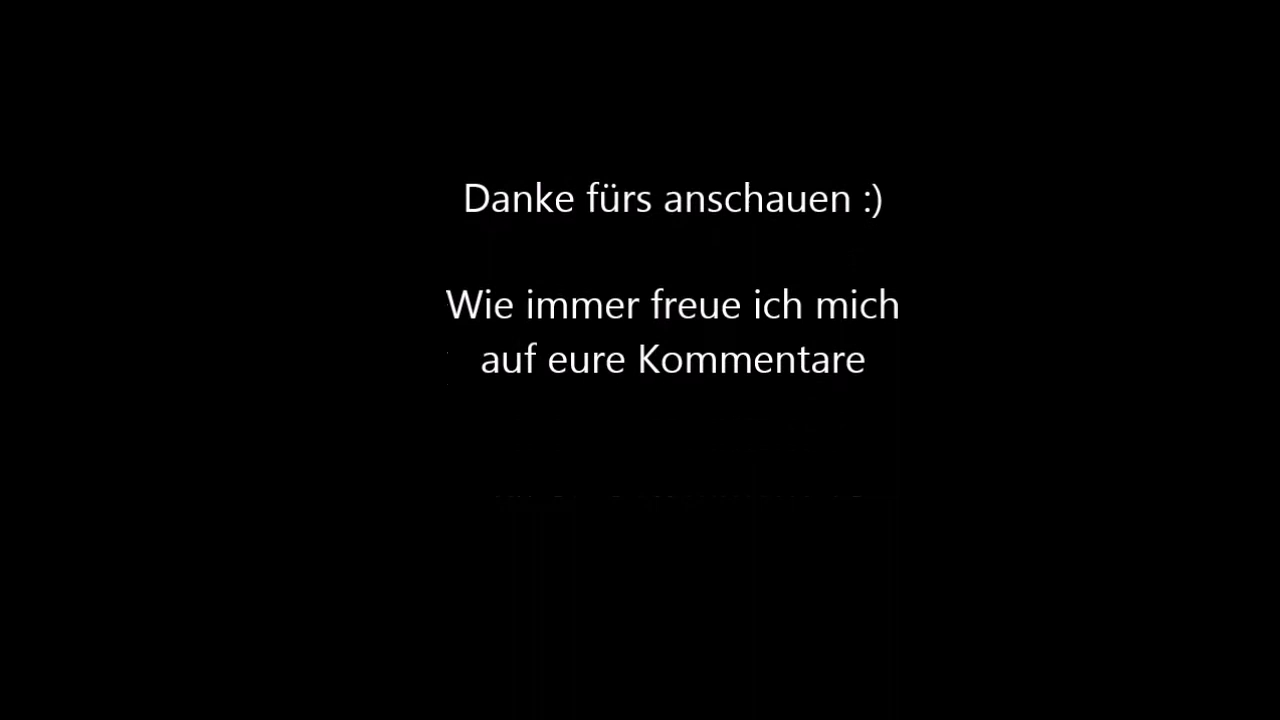 Danke fürs anschauen :)
Wie immer freue ich mich
auf eure Kommentare